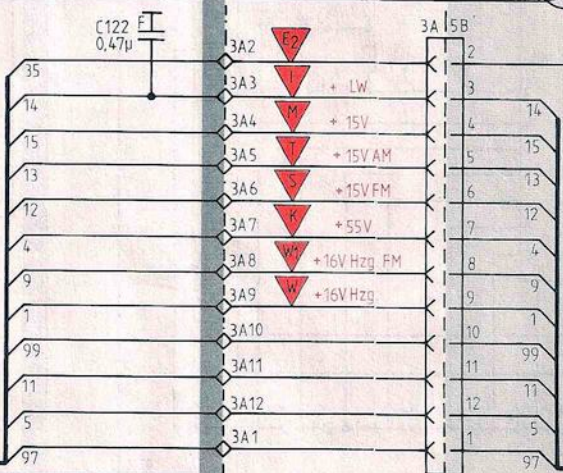 C122 F
0,47µ
3A 5B
35 3A2 E2 2
14 3A3 I + LW 3 14
15 3A4 M + 15V 4 15
13 3A5 T + 15V AM 5 13
12 3A6 S + 15V FM 6 12
4 3A7 K + 55V 7 4
9 3A8 W1 + 16V Hzg FM 8 9
1 3A9 W + 16V Hzg. 9 1
99 3A10 10 99
11 3A11 11 11
5 3A12 12 5
97 3A1 1 97